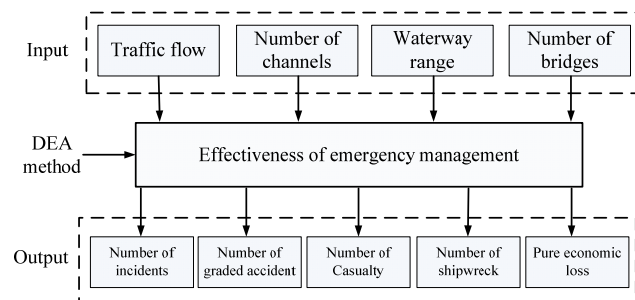 Input
Traffic flow
Number of
channels
Waterway
range
Number of
bridges
DEA
method
Effectiveness of emergency management
Output
Number of
incidents
Number of
graded accident
Number of
Casualty
Number of
shipwreck
Pure economic
loss